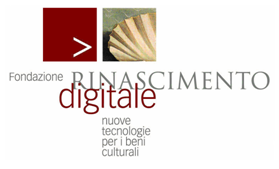 >
Fondazione RINASCIMENTO
digitale
nuove
tecnologie
per i beni
culturali